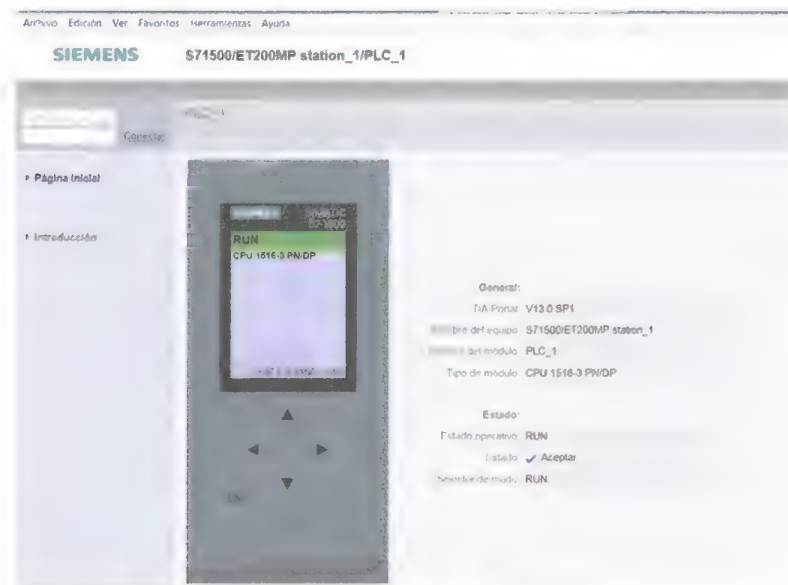 Archivo Edición Ver Favoritos Herramientas Ayuda
SIEMENS S71500/ET200MP station_1/PLC_1
Conectar
Página inicial
Introducción
RUN
CPU 1516-3 PN/DP
General:
TIA Portal V13.0 SP1
del equipo S71500/ET200MP station_1
del módulo PLC_1
Tipo de módulo CPU 1516-3 PN/DP
Estado:
Estado operativo RUN
Estado Aceptar
Selector de modo RUN